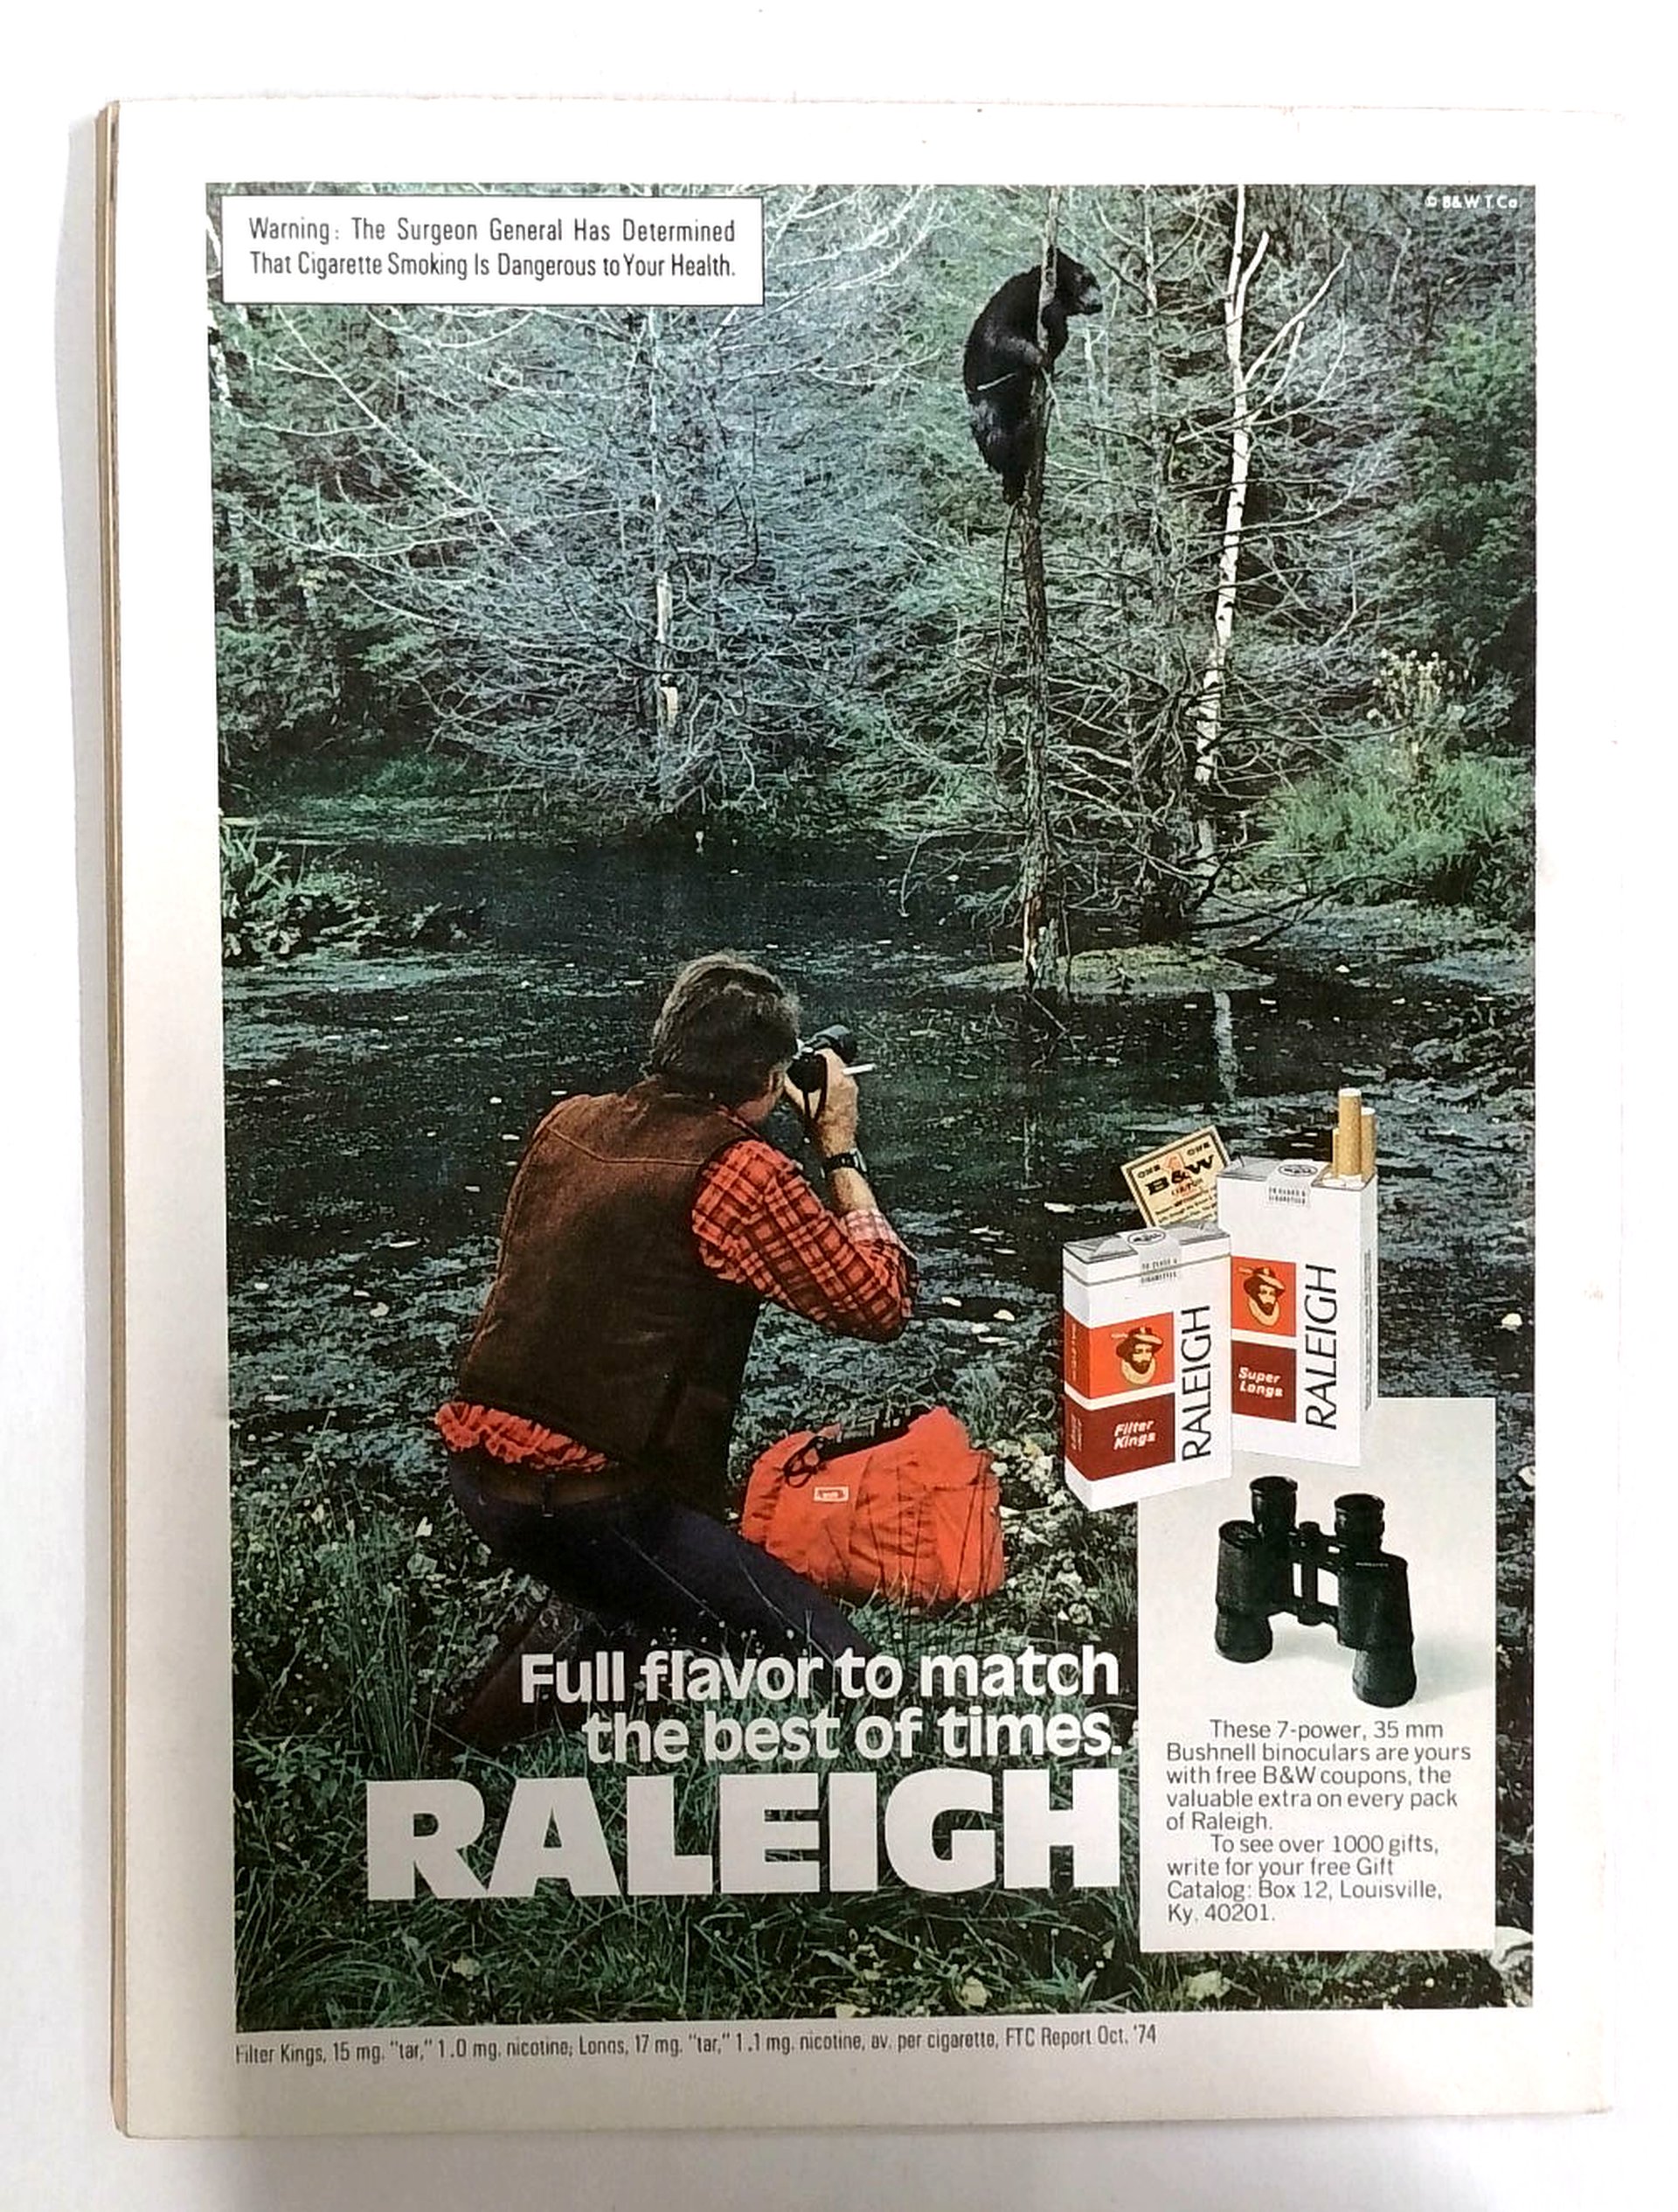 Warning: The Surgeon General Has Determined
That Cigarette Smoking Is Dangerous to Your Health.
© B&W T Co
B&W
RALEIGH
Super
Longs
RALEIGH
Filter
Kings
Full flavor to match
the best of times.
RALEIGH
These 7-power, 35 mm
Bushnell binoculars are yours
with free B&W coupons, the
valuable extra on every pack
of Raleigh.
To see over 1000 gifts,
write for your free Gift
Catalog: Box 12, Louisville,
Ky. 40201.
Filter Kings, 15 mg. "tar," 1.0 mg. nicotine; Longs, 17 mg. "tar," 1.1 mg. nicotine, av. per cigarette, FTC Report Oct. '74